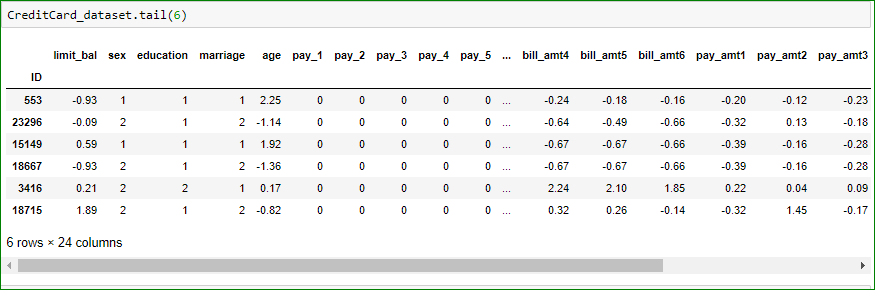 CreditCard_dataset.tail(6)
limit_bal sex education marriage age pay_1 pay_2 pay_3 pay_4 pay_5 ... bill_amt4 bill_amt5 bill_amt6 pay_amt1 pay_amt2 pay_amt3
ID
553 -0.93 1 1 1 2.25 0 0 0 0 0 ... -0.24 -0.18 -0.16 -0.20 -0.12 -0.23
23296 -0.09 2 1 2 -1.14 0 0 0 0 0 ... -0.64 -0.49 -0.66 -0.32 0.13 -0.18
15149 0.59 1 1 1 1.92 0 0 0 0 0 ... -0.67 -0.67 -0.66 -0.39 -0.16 -0.28
18667 -0.93 2 1 2 -1.36 0 0 0 0 0 ... -0.67 -0.67 -0.66 -0.39 -0.16 -0.28
3416 0.21 2 2 1 0.17 0 0 0 0 0 ... 2.24 2.10 1.85 0.22 0.04 0.09
18715 1.89 2 1 2 -0.82 0 0 0 0 0 ... 0.32 0.26 -0.14 -0.32 1.45 -0.17
6 rows × 24 columns